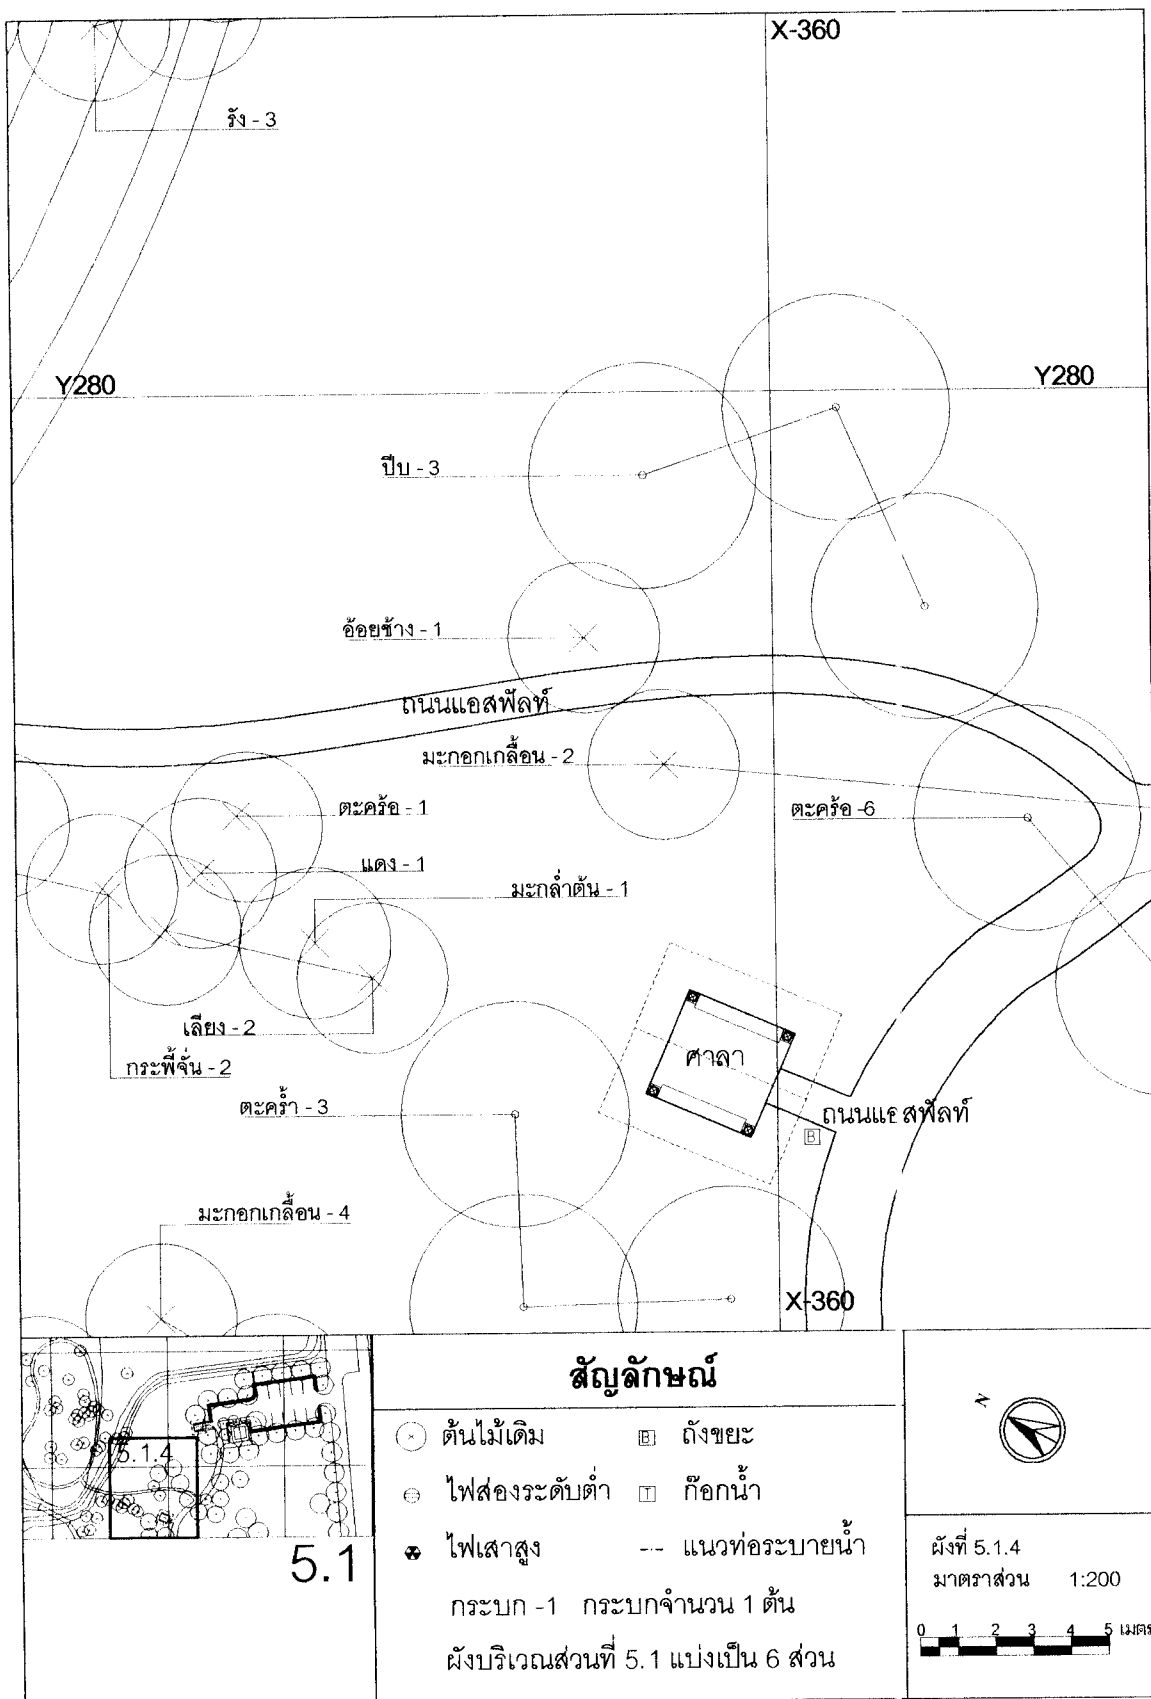 X-360
รัง - 3
Y280
Y280
ปีบ - 3
อ้อยช้าง - 1
ถนนแอสฟัลท์
มะกอกเกลื้อน - 2
ตะคร้อ - 1
ตะคร้อ -6
แดง - 1
มะกล่ำต้น - 1
เลียง - 2
ศาลา
กระพี้จั่น - 2
ตะคร้ำ - 3
ถนนแอสฟัลท์
B
มะกอกเกลื้อน - 4
X-360
5.1.4
5.1
สัญลักษณ์
ต้นไม้เดิม
B ถังขยะ
ไฟส่องระดับต่ำ
T ก๊อกน้ำ
ไฟเสาสูง
--- แนวท่อระบายน้ำ
กระบก -1 กระบกจำนวน 1 ต้น
ผังบริเวณส่วนที่ 5.1 แบ่งเป็น 6 ส่วน
N
ผังที่ 5.1.4
มาตราส่วน 1:200
0 1 2 3 4 5 เมตร